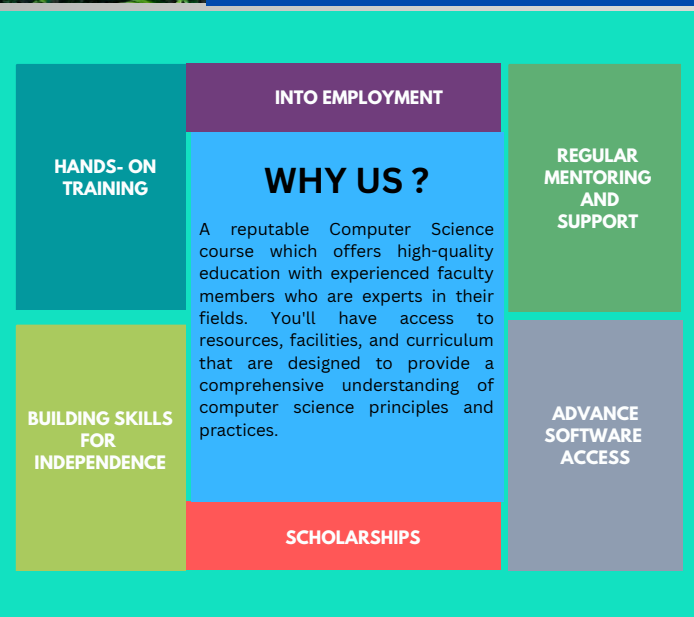 INTO EMPLOYMENT
HANDS- ON
TRAINING
WHY US ?
A reputable Computer Science
course which offers high-quality
education with experienced faculty
members who are experts in their
fields. You'll have access to
resources, facilities, and curriculum
that are designed to provide a
comprehensive understanding of
computer science principles and
practices.
REGULAR
MENTORING
AND
SUPPORT
BUILDING SKILLS
FOR
INDEPENDENCE
ADVANCE
SOFTWARE
ACCESS
SCHOLARSHIPS